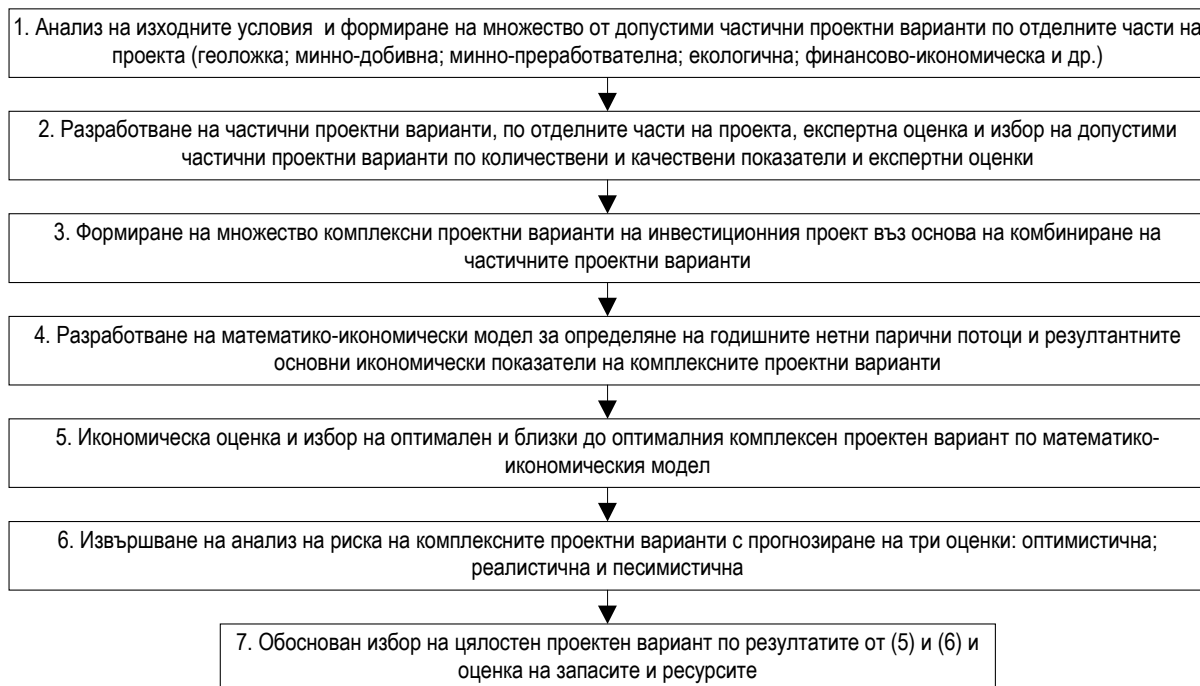 1. Анализ на изходните условия и формиране на множество от допустими частични проектни варианти по отделните части на
проекта (геоложка; минно-добивна; минно-преработвателна; екологична; финансово-икономическа и др.)
2. Разработване на частични проектни варианти, по отделните части на проекта, експертна оценка и избор на допустими
частични проектни варианти по количествени и качествени показатели и експертни оценки
3. Формиране на множество комплексни проектни варианти на инвестиционния проект въз основа на комбиниране на
частичните проектни варианти
4. Разработване на математико-икономически модел за определяне на годишните нетни парични потоци и резултантните
основни икономически показатели на комплексните проектни варианти
5. Икономическа оценка и избор на оптимален и близки до оптималния комплексен проектен вариант по математико-
икономическия модел
6. Извършване на анализ на риска на комплексните проектни варианти с прогнозиране на три оценки: оптимистична;
реалистична и песимистична
7. Обоснован избор на цялостен проектен вариант по резултатите от (5) и (6) и
оценка на запасите и ресурсите